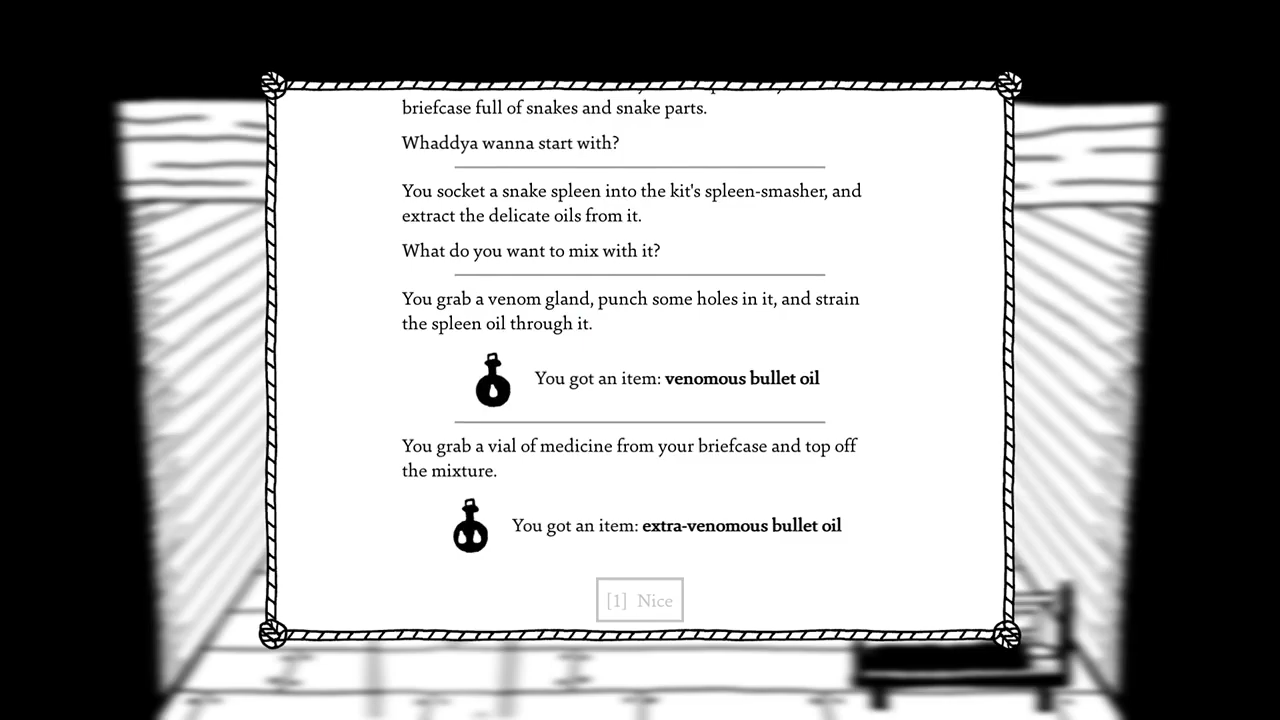 briefcase full of snakes and snake parts.
Whaddya wanna start with?
You socket a snake spleen into the kit's spleen-smasher, and
extract the delicate oils from it.
What do you want to mix with it?
You grab a venom gland, punch some holes in it, and strain
the spleen oil through it.
You got an item: venomous bullet oil
You grab a vial of medicine from your briefcase and top off
the mixture.
You got an item: extra-venomous bullet oil
[1] Nice